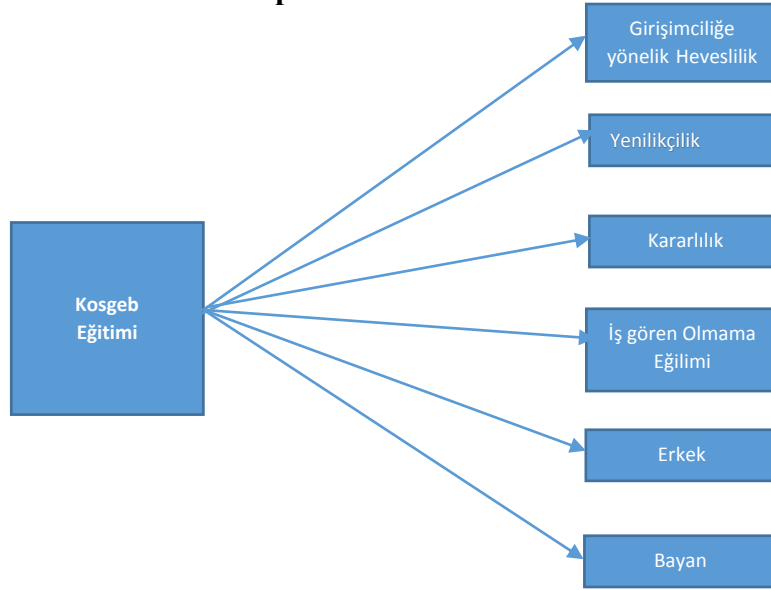 Girişimciliğe
yönelik Heveslilik
Yenilikçilik
Kararlılık
Kosgeb
Eğitimi
İş gören Olmama
Eğilimi
Erkek
Bayan